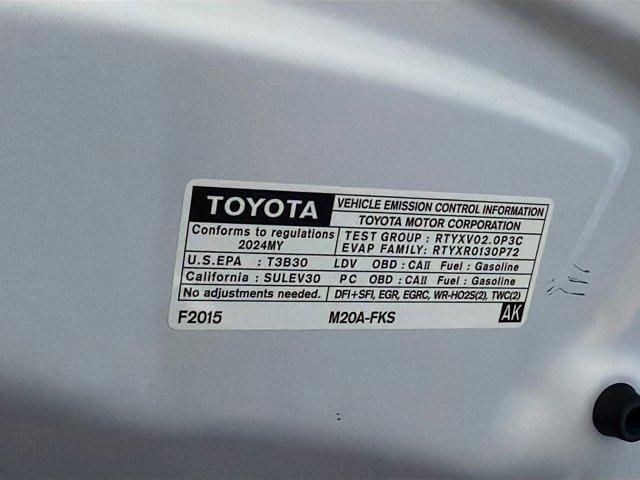 TOYOTA
VEHICLE EMISSION CONTROL INFORMATION
TOYOTA MOTOR CORPORATION
Conforms to regulations
2024MY
TEST GROUP : RTYXV02.0P3C
EVAP FAMILY: RTYXR0130P72
U.S.EPA : T3B30 LDV OBD : CAII Fuel : Gasoline
California : SULEV30 PC OBD : CAII Fuel : Gasoline
No adjustments needed. DFI+SFI, EGR, EGRC, WR-HO2S(2), TWC(2)
F2015 M20A-FKS AK